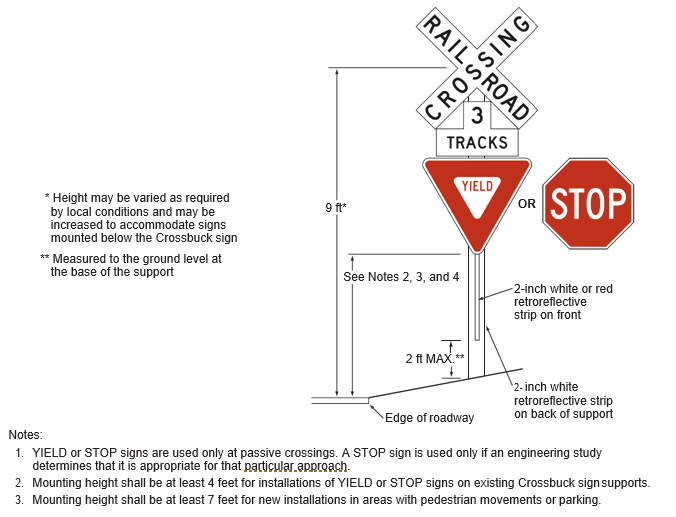 RAILROAD
CROSSING
3
TRACKS
YIELD
OR
STOP
9 ft*
* Height may be varied as required
by local conditions and may be
increased to accommodate signs
mounted below the Crossbuck sign
** Measured to the ground level at
the base of the support
See Notes 2, 3, and 4
2-inch white or red
retroreflective
strip on front
2 ft MAX.**
2- inch white
retroreflective strip
on back of support
Edge of roadway
Notes:
1. YIELD or STOP signs are used only at passive crossings. A STOP sign is used only if an engineering study
determines that it is appropriate for that particular approach.
2. Mounting height shall be at least 4 feet for installations of YIELD or STOP signs on existing Crossbuck sign supports.
3. Mounting height shall be at least 7 feet for new installations in areas with pedestrian movements or parking.